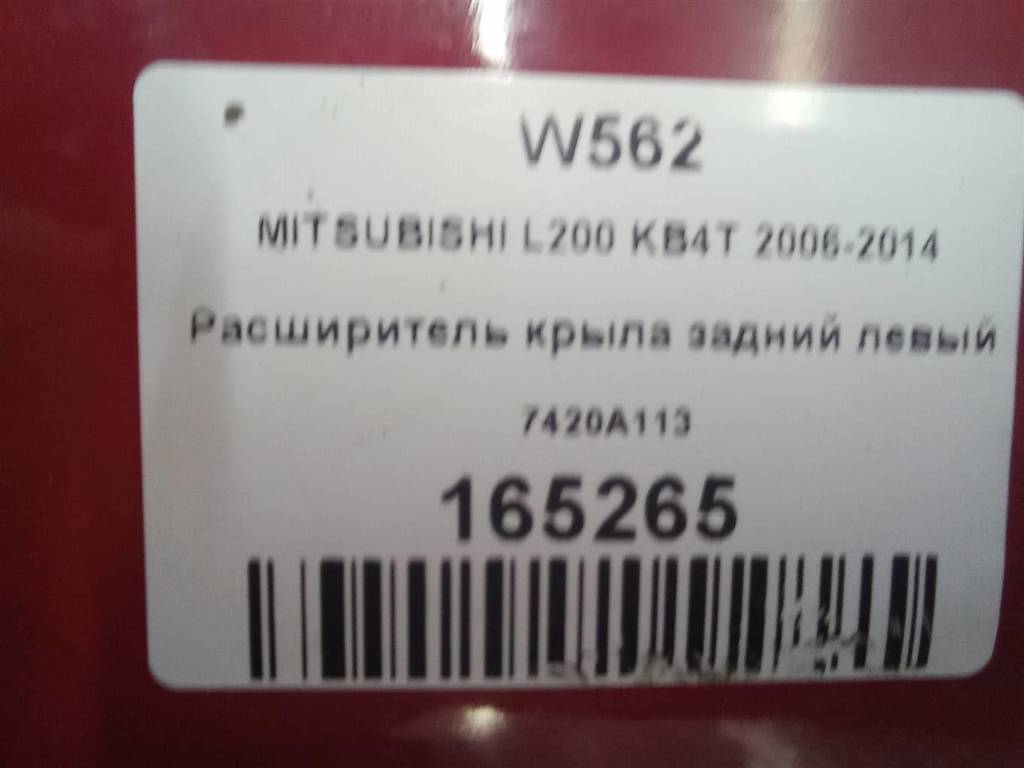 W562
MITSUBISHI L200 KB4T 2006-2014
Расширитель крыла задний левый
7420A113
165265